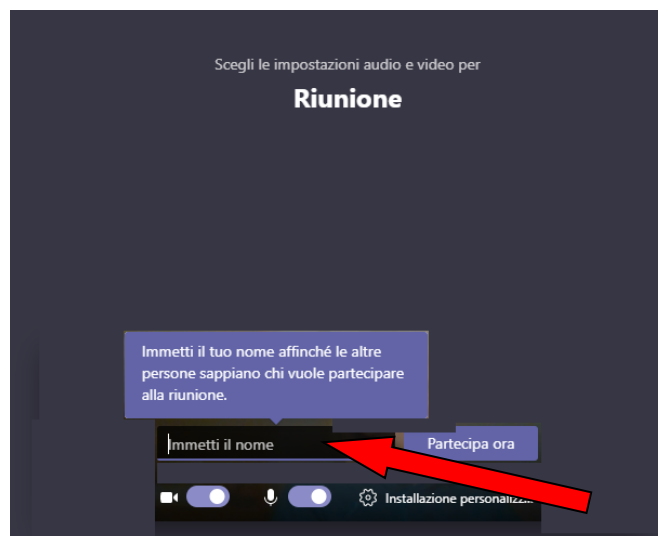 Scegli le impostazioni audio e video per
Riunione
Immetti il tuo nome affinché le altre
persone sappiano chi vuole partecipare
alla riunione.
Immetti il nome
Partecipa ora
Installazione